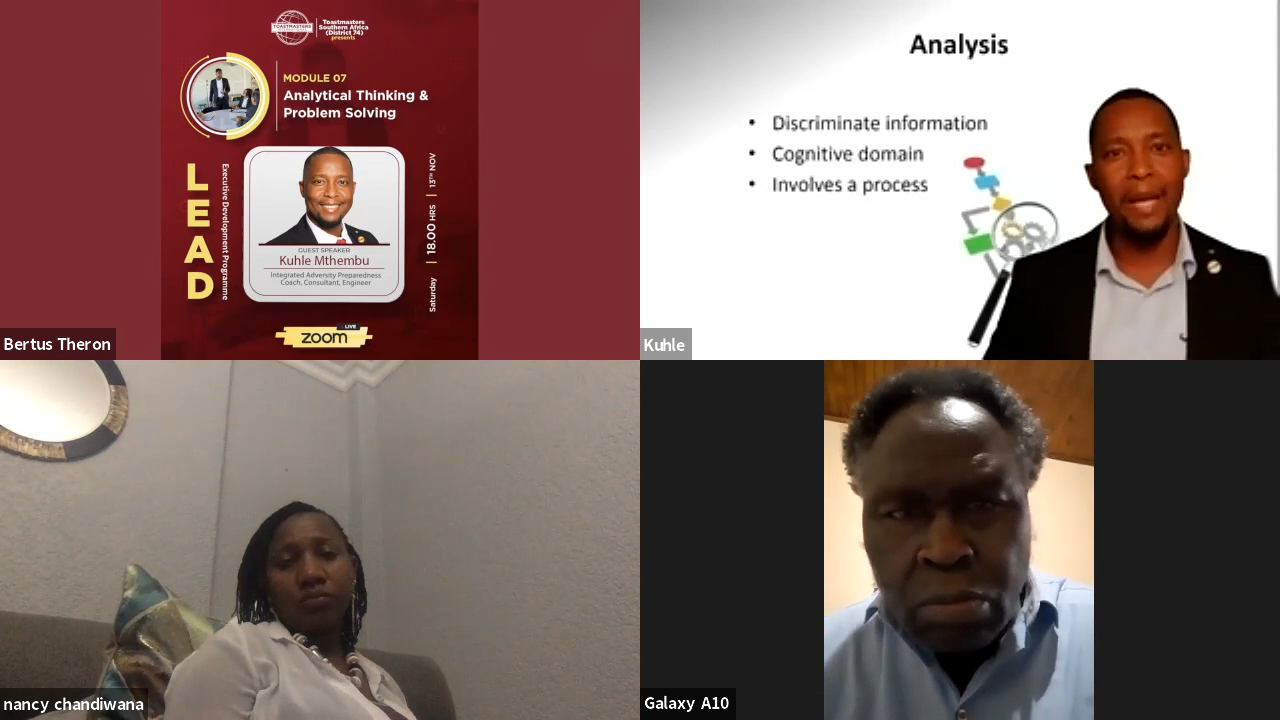 TOASTMASTERS
INTERNATIONAL
Toastmasters
Southern Africa
(District 74)
presents
MODULE 07
Analytical Thinking &
Problem Solving
LEAD
Executive Development Programme
GUEST SPEAKER
Kuhle Mthembu
Integrated Adversity Preparedness
Coach, Consultant, Engineer
Saturday | 18.00 HRS | 13TH NOV
LIVE
zoom
Bertus Theron
Analysis
• Discriminate information
• Cognitive domain
• Involves a process
Kuhle
nancy chandiwana
Galaxy A10